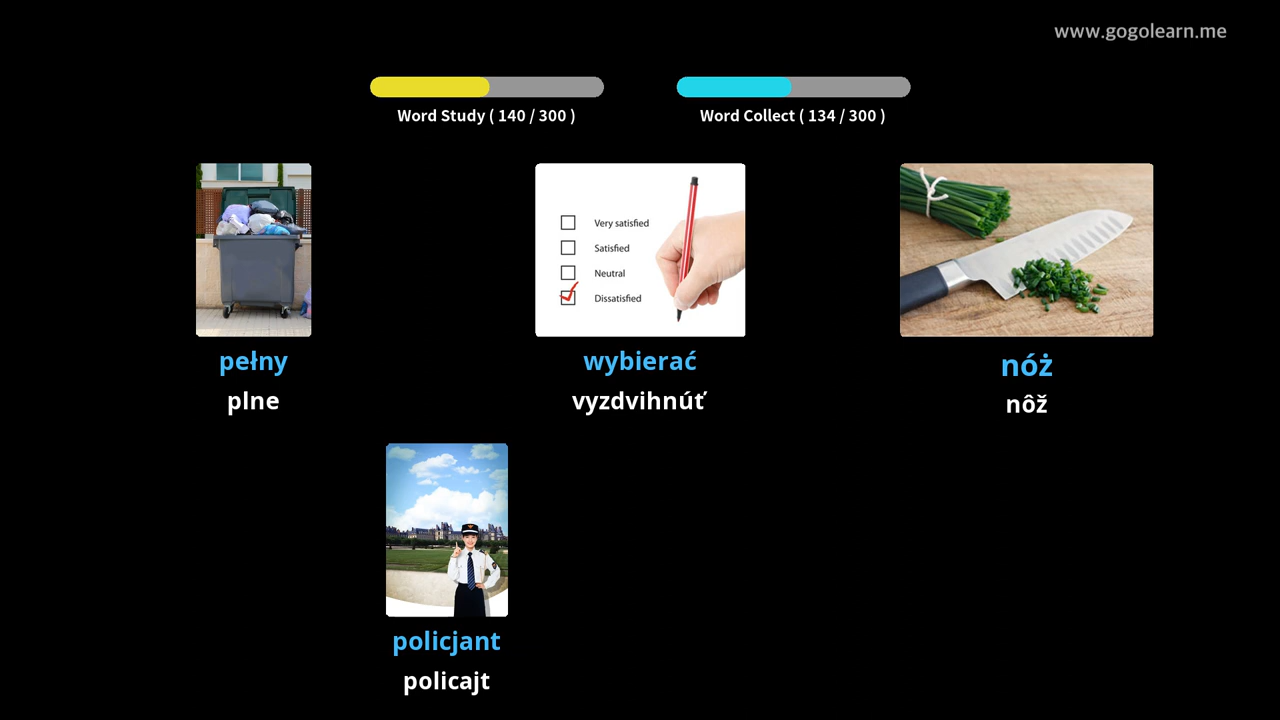 www.gogolearn.me
Word Study ( 140 / 300 )
Word Collect ( 134 / 300 )
Very satisfied
Satisfied
Neutral
Dissatisfied
pełny
wybierać
nóż
plne
vyzdvihnúť
nôž
policjant
policajt